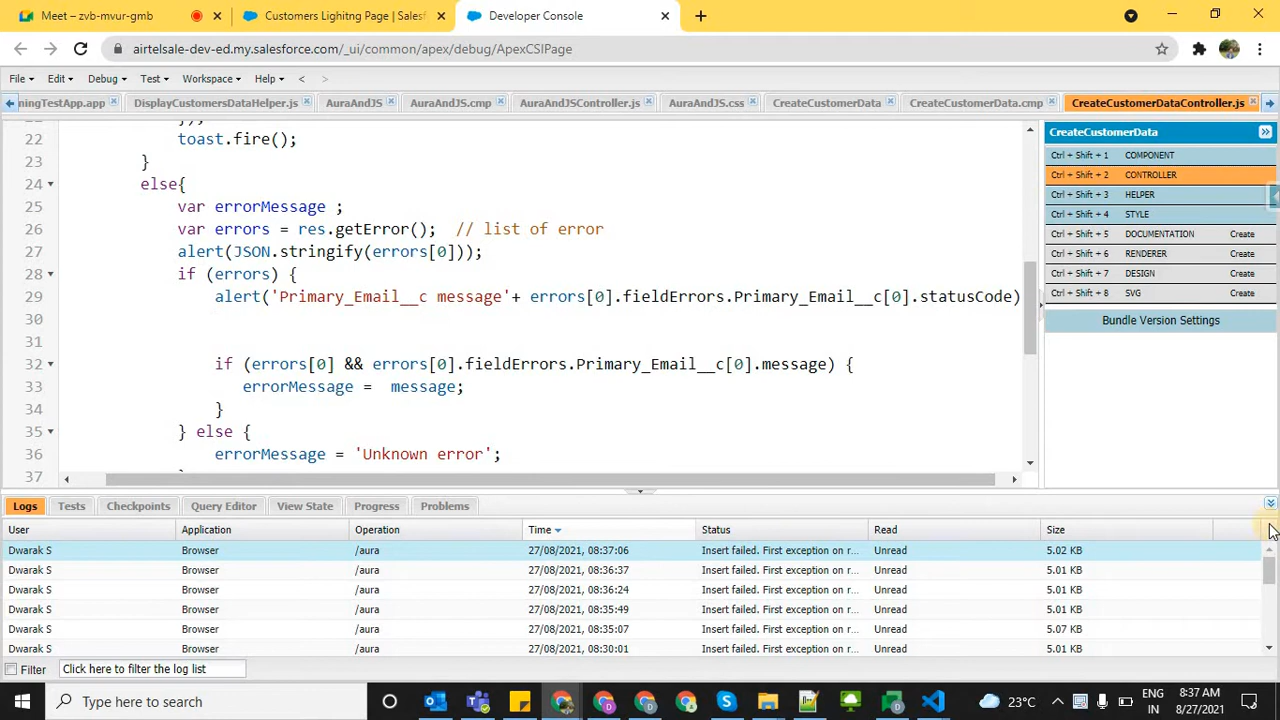 Meet – zvb-mvur-gmb
Customers Lighitng Page | Salesf
Developer Console
airtelsale-dev-ed.my.salesforce.com/_ui/common/apex/debug/ApexCSIPage
File Edit Debug Test Workspace Help < >
ningTestApp.app
DisplayCustomersDataHelper.js
AuraAndJS
AuraAndJS.cmp
AuraAndJSController.js
AuraAndJS.css
CreateCustomerData
CreateCustomerData.cmp
CreateCustomerDataController.js
22 toast.fire();
23 }
24 else{
25 var errorMessage ;
26 var errors = res.getError(); // list of error
27 alert(JSON.stringify(errors[0]));
28 if (errors) {
29 alert('Primary_Email__c message'+ errors[0].fieldErrors.Primary_Email__c[0].statusCode)
30
31
32 if (errors[0] && errors[0].fieldErrors.Primary_Email__c[0].message) {
33 errorMessage = message;
34 }
35 } else {
36 errorMessage = 'Unknown error';
37
CreateCustomerData
Ctrl + Shift + 1 COMPONENT
Ctrl + Shift + 2 CONTROLLER
Ctrl + Shift + 3 HELPER
Ctrl + Shift + 4 STYLE
Ctrl + Shift + 5 DOCUMENTATION Create
Ctrl + Shift + 6 RENDERER Create
Ctrl + Shift + 7 DESIGN Create
Ctrl + Shift + 8 SVG Create
Bundle Version Settings
Logs Tests Checkpoints Query Editor View State Progress Problems
User Application Operation Time Status Read Size
Dwarak S Browser /aura 27/08/2021, 08:37:06 Insert failed. First exception on r... Unread 5.02 KB
Dwarak S Browser /aura 27/08/2021, 08:36:37 Insert failed. First exception on r... Unread 5.01 KB
Dwarak S Browser /aura 27/08/2021, 08:36:24 Insert failed. First exception on r... Unread 5.01 KB
Dwarak S Browser /aura 27/08/2021, 08:35:49 Insert failed. First exception on r... Unread 5.01 KB
Dwarak S Browser /aura 27/08/2021, 08:35:07 Insert failed. First exception on r... Unread 5.07 KB
Dwarak S Browser /aura 27/08/2021, 08:30:01 Insert failed. First exception on r... Unread 5.01 KB
Filter Click here to filter the log list
Type here to search
23°C
ENG
IN
8:37 AM
8/27/2021